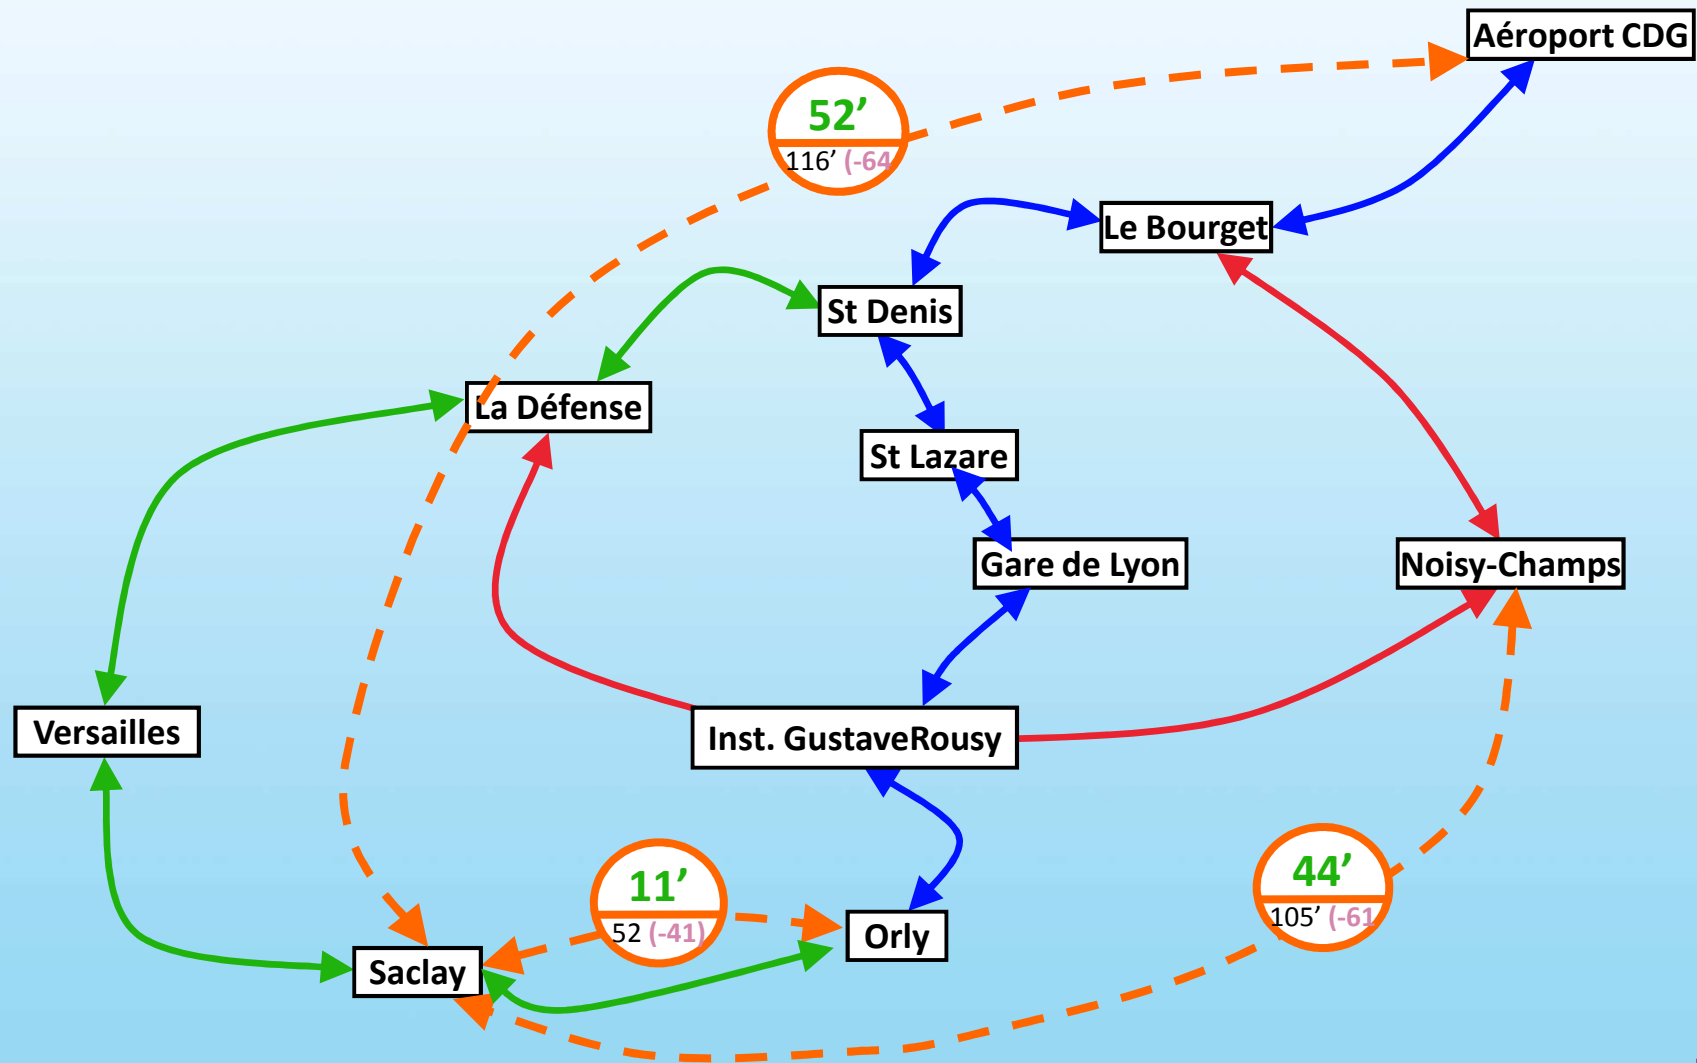 Aéroport CDG
52’
116’ (-64
Le Bourget
St Denis
La Défense
St Lazare
Gare de Lyon
Noisy-Champs
Versailles
Inst. GustaveRousy
11’
52 (-41)
44’
105’ (-61
Orly
Saclay